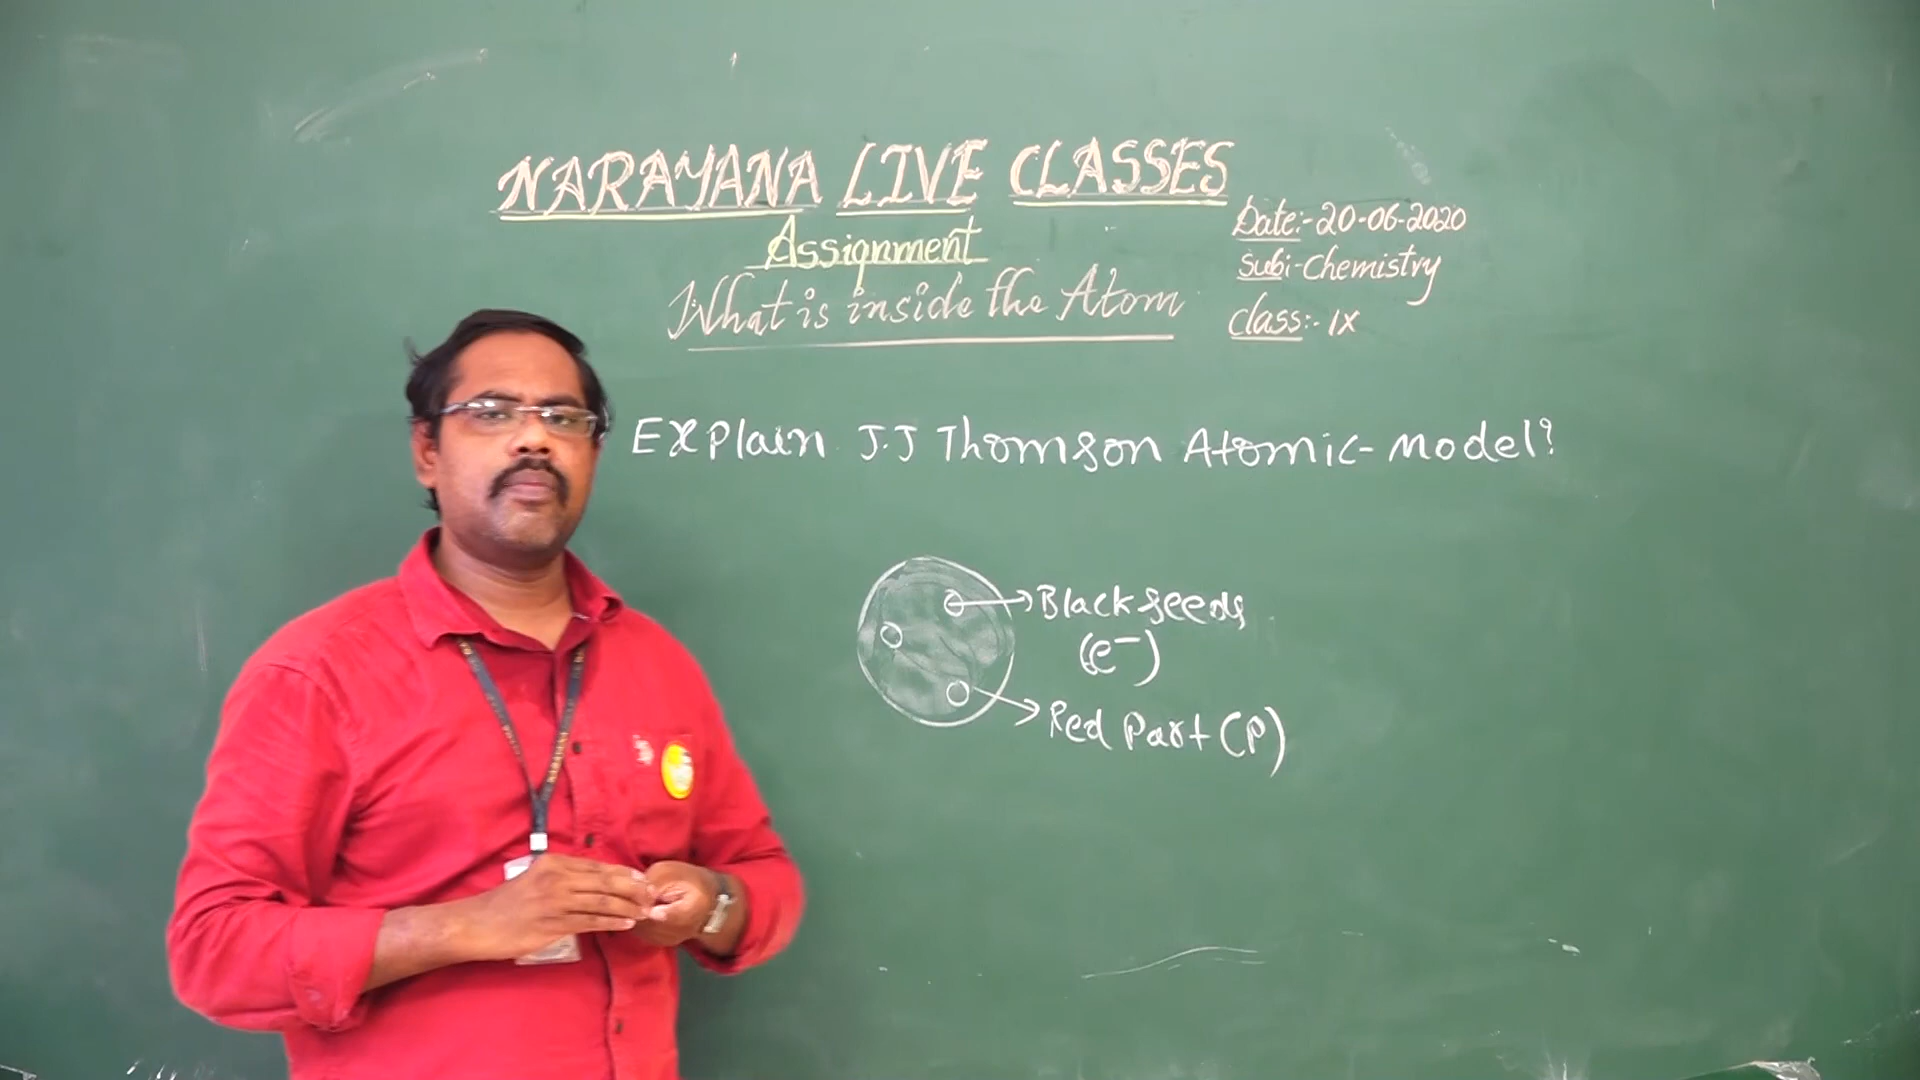 NARAYANA LIVE CLASSES
Assignment
What is inside the Atom
Date:-20-06-2020
Sub:-Chemistry
Class:-IX
Explain J.J Thomson Atomic-model?
Black seeds
(e⁻)
Red Part (P)